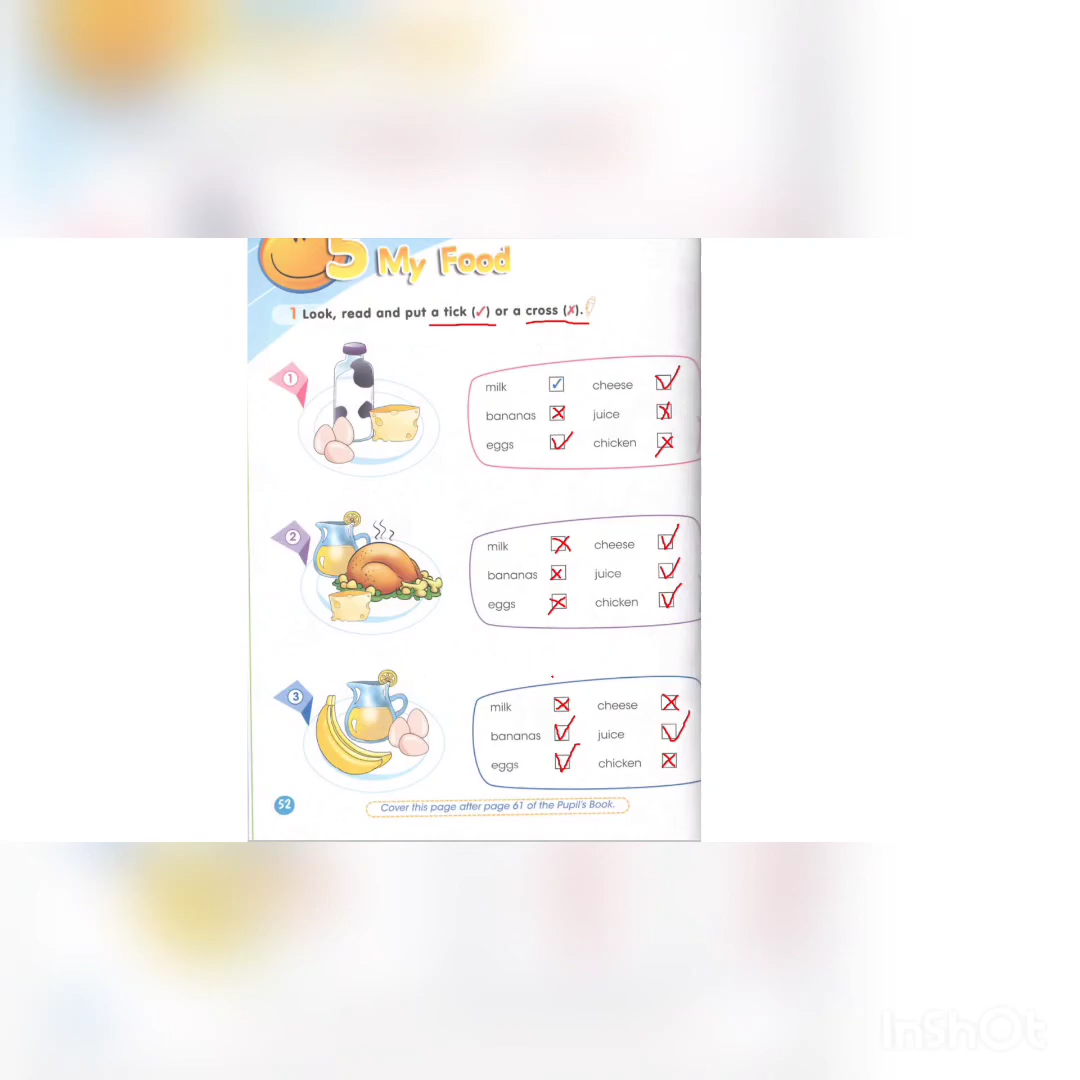 5 My Food
1 Look, read and put a tick (✓) or a cross (✗).
1
milk ✓ cheese ✓
bananas ✗ juice ✗
eggs ✓ chicken ✗
2
milk ✗ cheese ✓
bananas ✗ juice ✓
eggs ✗ chicken ✓
3
milk ✗ cheese ✗
bananas ✓ juice ✓
eggs ✓ chicken ✗
52
Cover this page after page 61 of the Pupil's Book.
InShOt